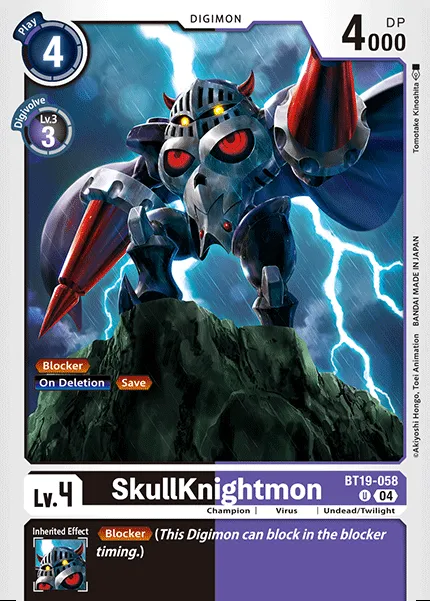 DIGIMON
Play
4
DP
4000
Digivolve
Lv.3
3
Tomotake Kinoshita
©Akiyoshi Hongo, Toei Animation BANDAI MADE IN JAPAN
Blocker
On Deletion Save
Lv.4
SkullKnightmon
BT19-058
U 04
Champion Virus Undead/Twilight
Inherited Effect
Blocker (This Digimon can block in the blocker
timing.)